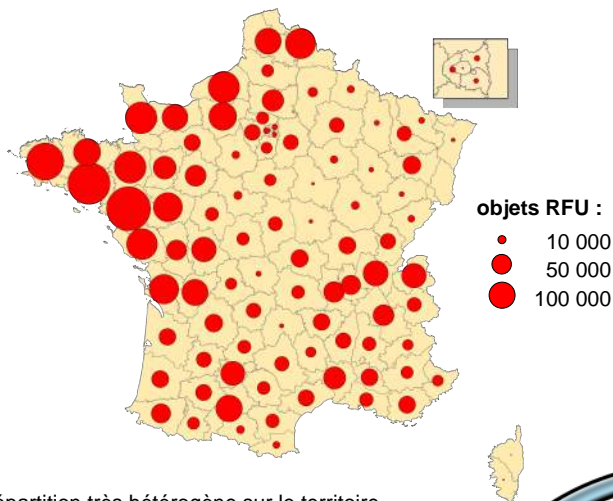 objets RFU :
10 000
50 000
100 000
épartition très hétérogène sur le territoire